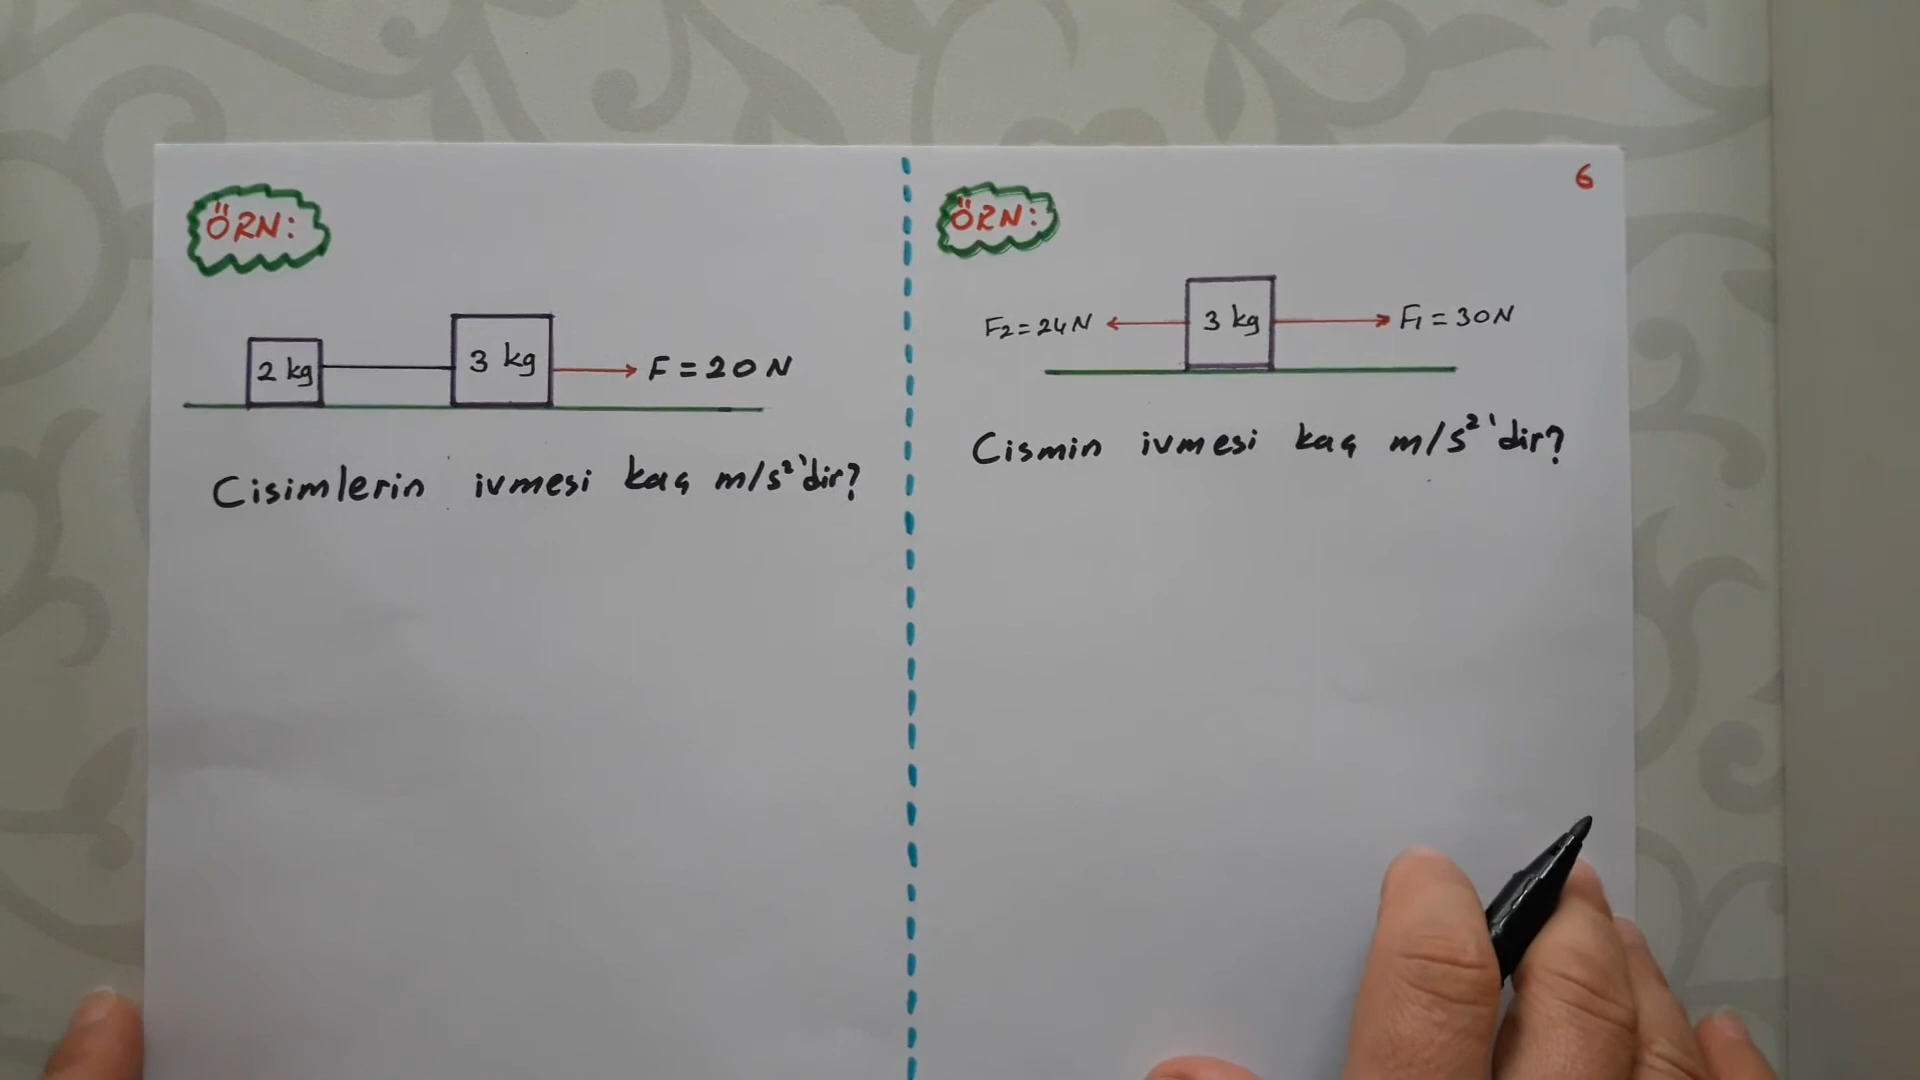 ÖRN:
2 kg
3 kg
F = 20 N
Cisimlerin ivmesi kaç m/s²'dir?
6
ÖRN:
F₂ = 24 N
3 kg
F₁ = 30 N
Cismin ivmesi kaç m/s²'dir?